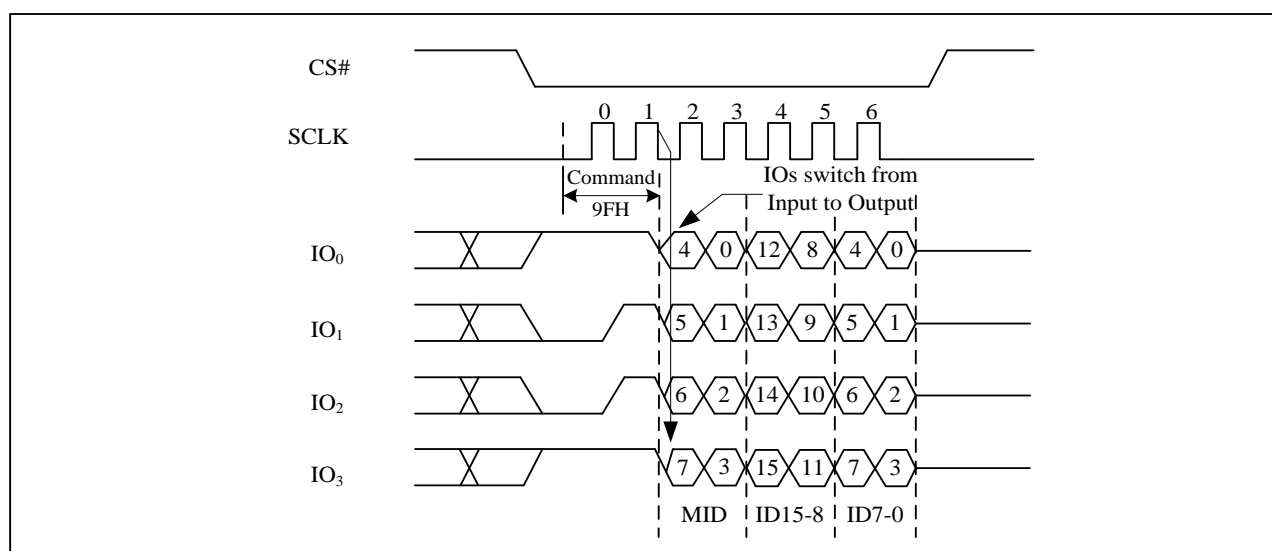 CS#
0 1 2 3 4 5 6
SCLK
Command
9FH
IOs switch from
Input to Output
IO0 4 0 12 8 4 0
IO1 5 1 13 9 5 1
IO2 6 2 14 10 6 2
IO3 7 3 15 11 7 3
MID ID15-8 ID7-0